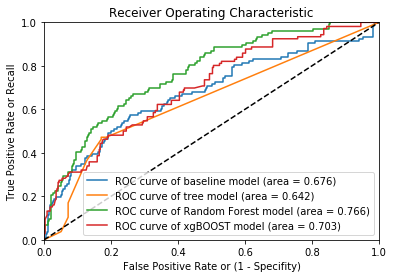 Receiver Operating Characteristic
1.0
0.8
0.6
0.4
0.2
0.0
True Positive Rate or Recall
ROC curve of baseline model (area = 0.676)
ROC curve of tree model (area = 0.642)
ROC curve of Random Forest model (area = 0.766)
ROC curve of xgBOOST model (area = 0.703)
0.0 0.2 0.4 0.6 0.8 1.0
False Positive Rate or (1 - Specifity)